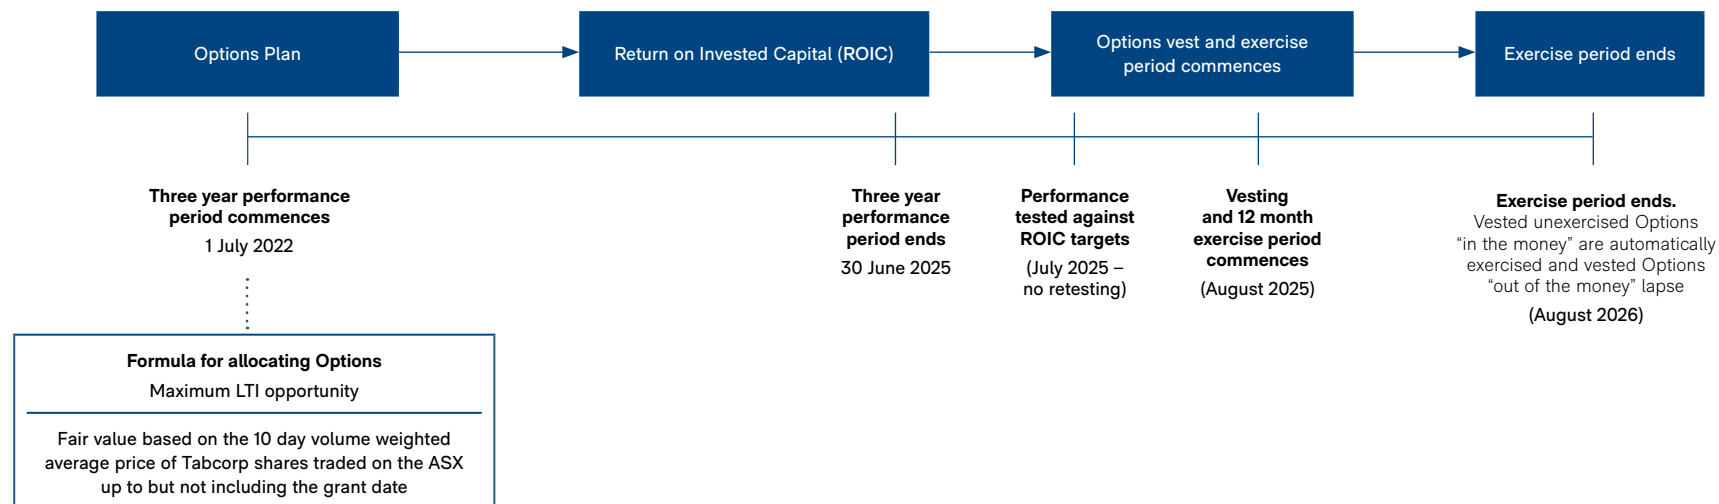 Options Plan
Return on Invested Capital (ROIC)
Options vest and exercise
period commences
Exercise period ends
Three year performance
period commences
1 July 2022
Three year
performance
period ends
30 June 2025
Performance
tested against
ROIC targets
(July 2025 –
no retesting)
Vesting
and 12 month
exercise period
commences
(August 2025)
Exercise period ends.
Vested unexercised Options
“in the money” are automatically
exercised and vested Options
“out of the money” lapse
(August 2026)
Formula for allocating Options
Maximum LTI opportunity
Fair value based on the 10 day volume weighted
average price of Tabcorp shares traded on the ASX
up to but not including the grant date